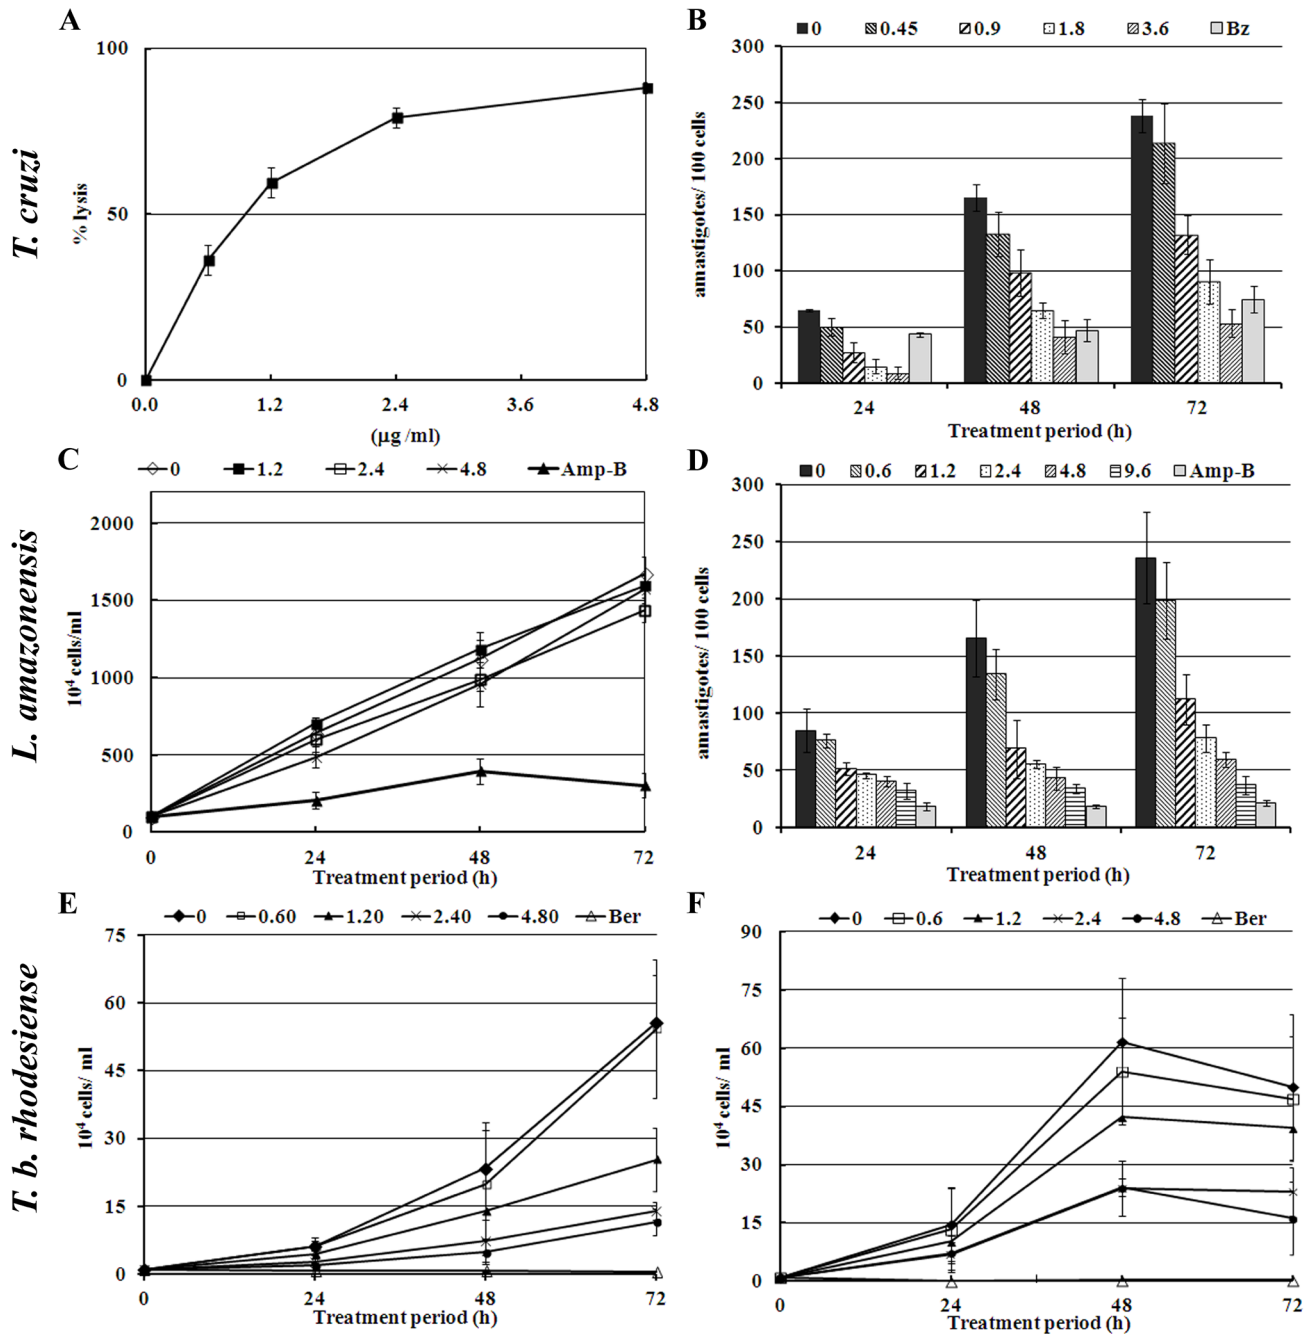 A
T. cruzi
% lysis
100
50
0
0.0 1.2 2.4 3.6 4.8
(μg /ml)
B
0 0.45 0.9 1.8 3.6 Bz
amastigotes/ 100 cells
300
250
200
150
100
50
0
24 48 72
Treatment period (h)
C
0 1.2 2.4 4.8 Amp-B
L. amazonensis
10⁴ cells/ml
2000
1500
1000
500
0
0 24 48 72
Treatment period (h)
D
0 0.6 1.2 2.4 4.8 9.6 Amp-B
amastigotes/ 100 cells
300
250
200
150
100
50
0
24 48 72
Treatment period (h)
E
0 0.60 1.20 2.40 4.80 Ber
T. b. rhodesiense
10⁴ cells/ ml
75
60
45
30
15
0
0 24 48 72
Treatment period (h)
F
0 0.6 1.2 2.4 4.8 Ber
10⁴ cells/ ml
90
75
60
45
30
15
0
0 24 48 72
Treatment period (h)